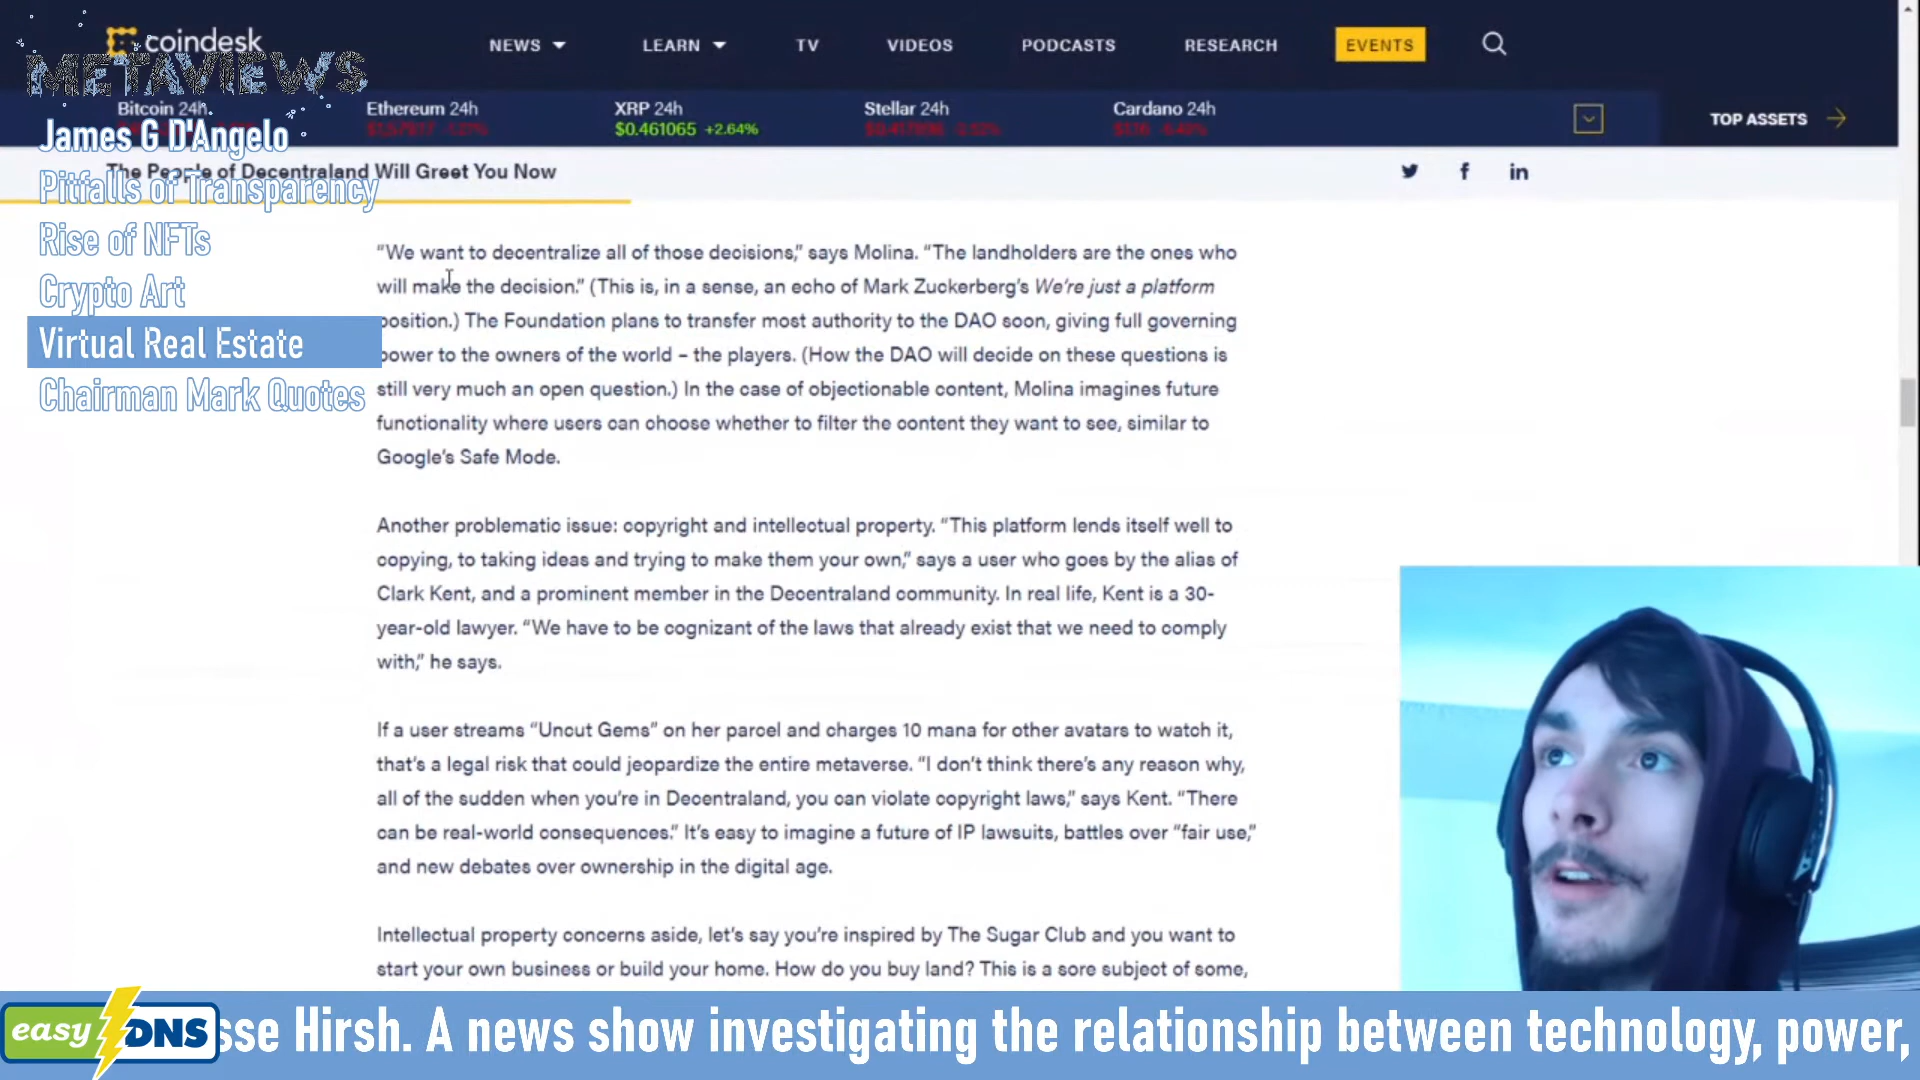 coindesk
NEWS
LEARN
TV
VIDEOS
PODCASTS
RESEARCH
EVENTS
METAVIEWS
Bitcoin 24h
Ethereum 24h
XRP 24h
Stellar 24h
Cardano 24h
$0.461065 +2.64%
TOP ASSETS
James G D'Angelo
The People of Decentraland Will Greet You Now
Pitfalls of Transparency
Rise of NFTs
Crypto Art
Virtual Real Estate
Chairman Mark Quotes
“We want to decentralize all of those decisions,” says Molina. “The landholders are the ones who
will make the decision.” (This is, in a sense, an echo of Mark Zuckerberg’s We’re just a platform
position.) The Foundation plans to transfer most authority to the DAO soon, giving full governing
power to the owners of the world – the players. (How the DAO will decide on these questions is
still very much an open question.) In the case of objectionable content, Molina imagines future
functionality where users can choose whether to filter the content they want to see, similar to
Google’s Safe Mode.
Another problematic issue: copyright and intellectual property. “This platform lends itself well to
copying, to taking ideas and trying to make them your own,” says a user who goes by the alias of
Clark Kent, and a prominent member in the Decentraland community. In real life, Kent is a 30-
year-old lawyer. “We have to be cognizant of the laws that already exist that we need to comply
with,” he says.
If a user streams “Uncut Gems” on her parcel and charges 10 mana for other avatars to watch it,
that’s a legal risk that could jeopardize the entire metaverse. “I don’t think there’s any reason why,
all of the sudden when you’re in Decentraland, you can violate copyright laws,” says Kent. “There
can be real-world consequences.” It’s easy to imagine a future of IP lawsuits, battles over “fair use,”
and new debates over ownership in the digital age.
Intellectual property concerns aside, let’s say you’re inspired by The Sugar Club and you want to
start your own business or build your home. How do you buy land? This is a sore subject of some,
easyDNS
sse Hirsh. A news show investigating the relationship between technology, power,